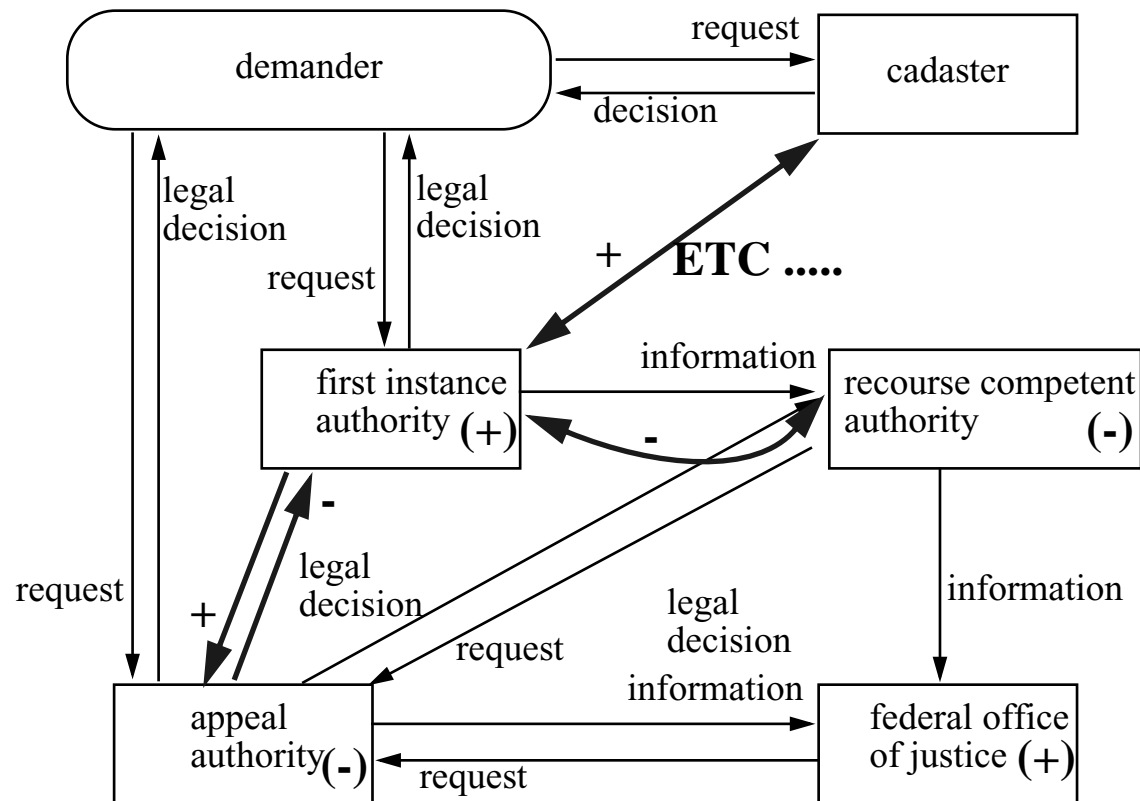 request
demander
cadaster
decision
legal
decision
legal
decision
+
ETC .....
request
information
first instance
authority (+)
recourse competent
authority
(-)
-
-
legal
decision
request
+
information
legal
decision
request
information
appeal
authority
(-)
federal office
of justice (+)
request